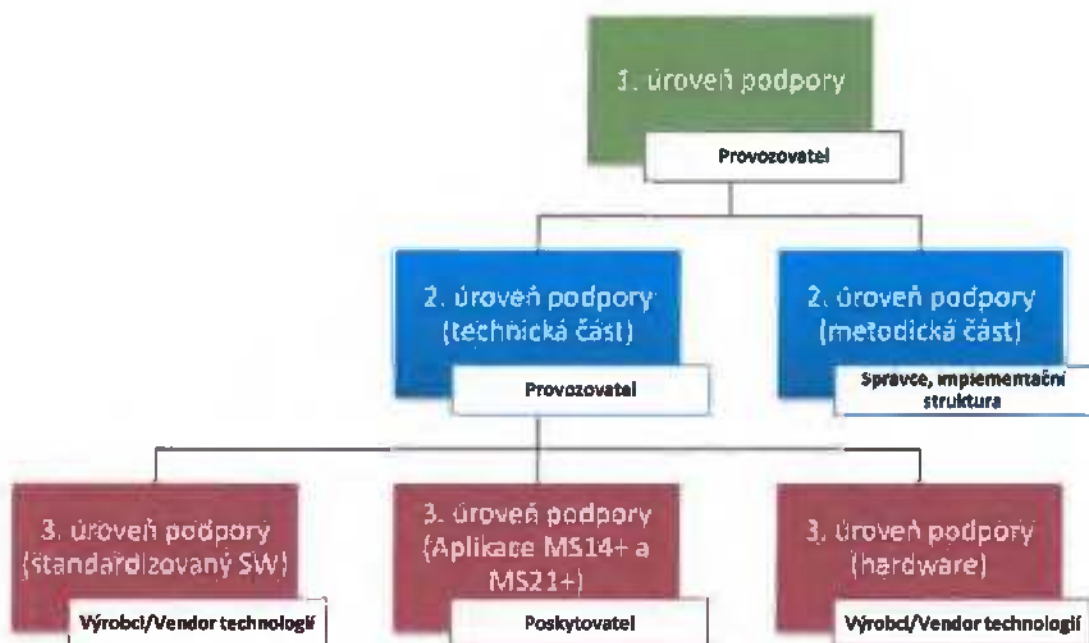 1. úroveň podpory
Provozovatel
2. úroveň podpory
(technická část)
Provozovatel
2. úroveň podpory
(metodická část)
Správce, implementační
struktura
3. úroveň podpory
(standardizovaný SW)
Výrobci/Vendor technologií
3. úroveň podpory
(Aplikace MS14+ a
MS21+)
Poskytovatel
3. úroveň podpory
(hardware)
Výrobci/Vendor technologií